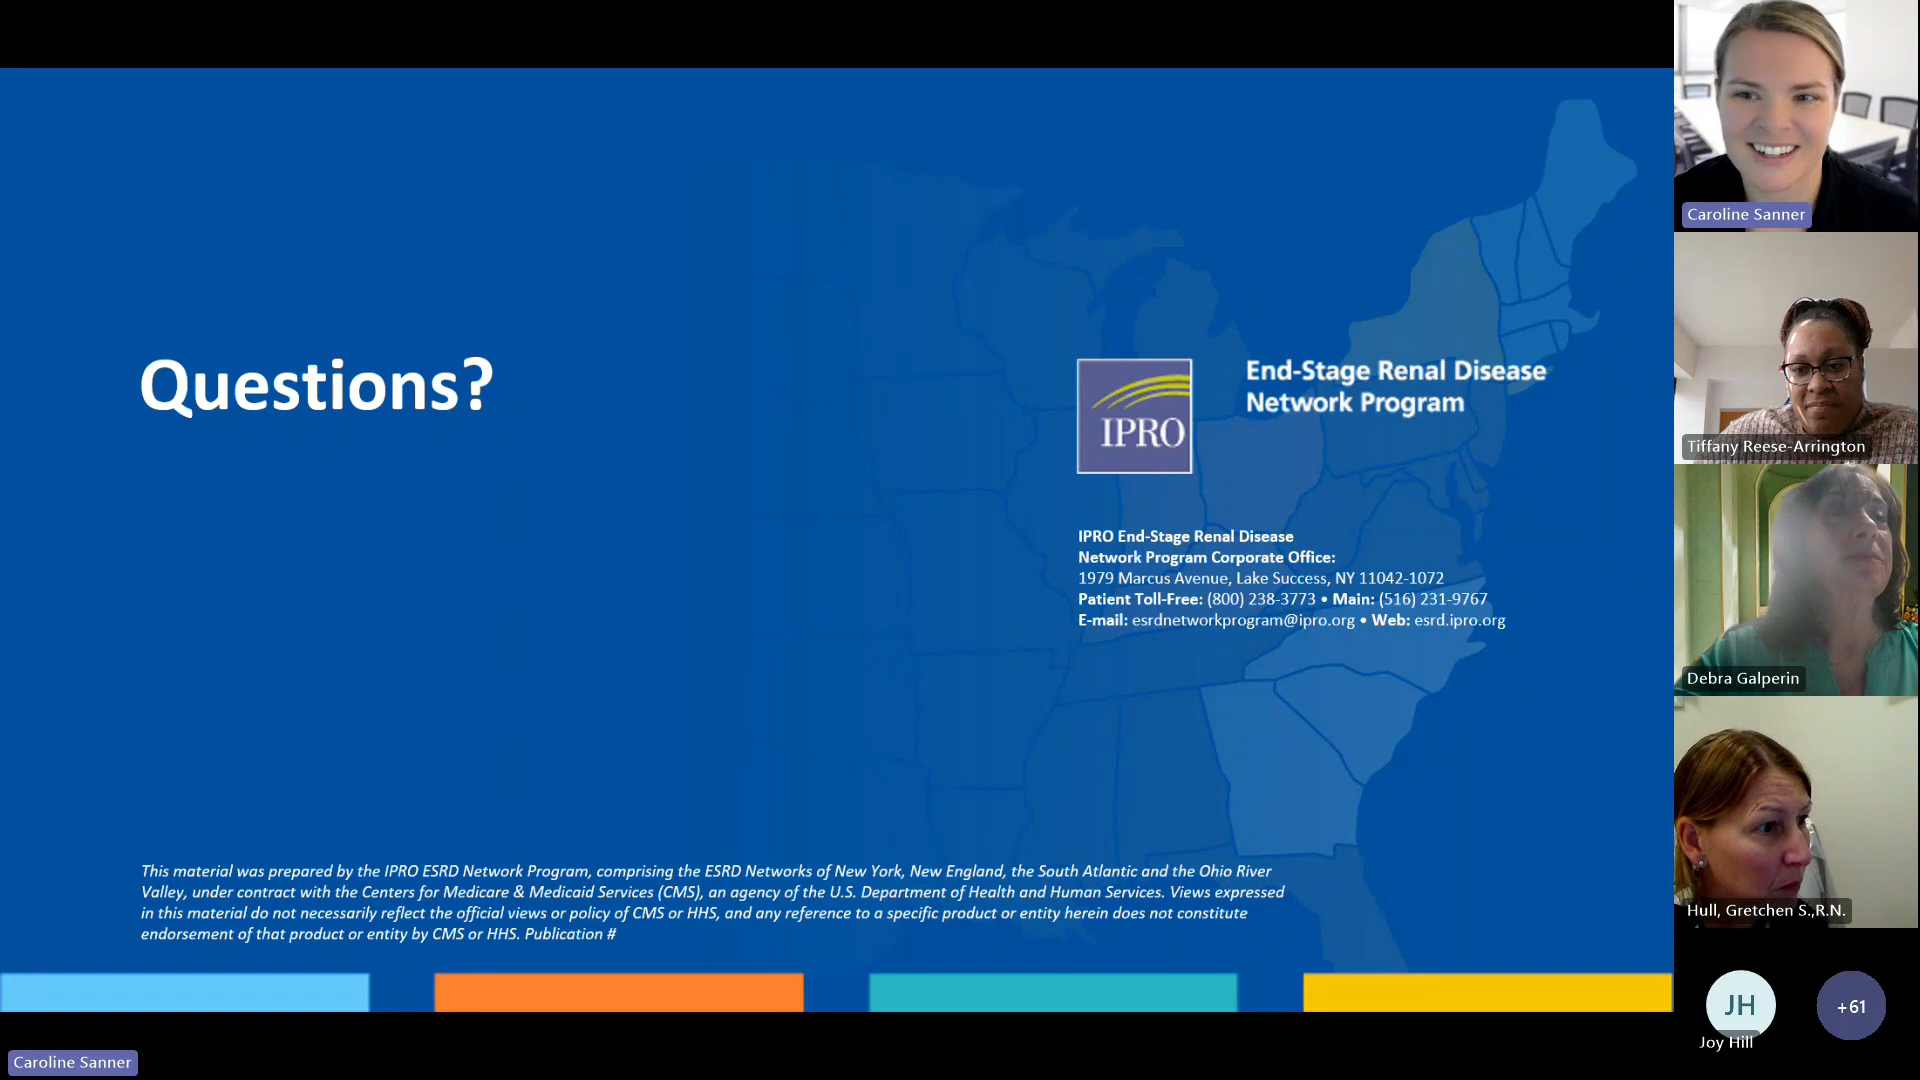 Questions?
IPRO
End-Stage Renal Disease
Network Program
IPRO End-Stage Renal Disease
Network Program Corporate Office:
1979 Marcus Avenue, Lake Success, NY 11042-1072
Patient Toll-Free: (800) 238-3773 • Main: (516) 231-9767
E-mail: esrdnetworkprogram@ipro.org • Web: esrd.ipro.org
This material was prepared by the IPRO ESRD Network Program, comprising the ESRD Networks of New York, New England, the South Atlantic and the Ohio River
Valley, under contract with the Centers for Medicare & Medicaid Services (CMS), an agency of the U.S. Department of Health and Human Services. Views expressed
in this material do not necessarily reflect the official views or policy of CMS or HHS, and any reference to a specific product or entity herein does not constitute
endorsement of that product or entity by CMS or HHS. Publication #
Caroline Sanner
Caroline Sanner
Tiffany Reese-Arrington
Debra Galperin
Hull, Gretchen S.,R.N.
JH
Joy Hill
+61